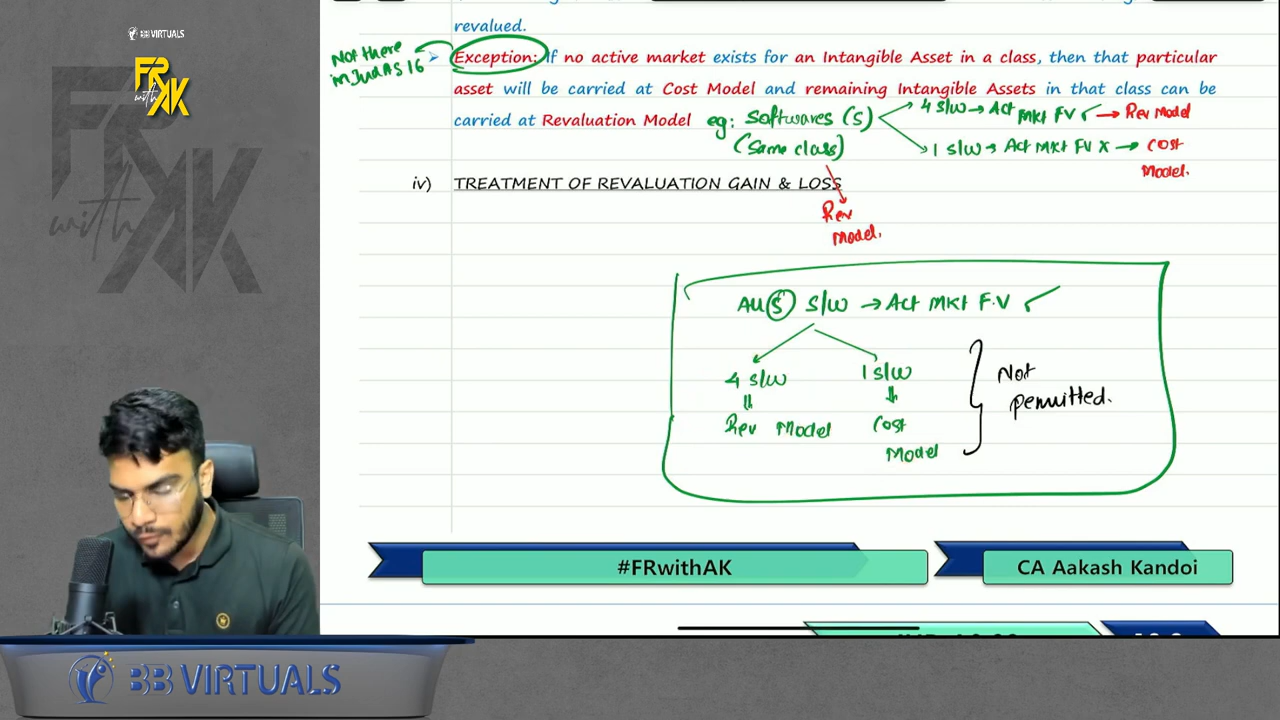 BB VIRTUALS
FR
with
AK
FR
with
AK
revalued.
Not there
in Ind AS 16
➢ Exception: If no active market exists for an Intangible Asset in a class, then that particular
asset will be carried at Cost Model and remaining Intangible Assets in that class can be
carried at Revaluation Model eg: Softwares (5)
(Same class)
4 S/W → Act Mkt FV ✓ → Rev Model
1 S/W → Act MKt FV X → Cost
Model.
Rev
Model.
iv) TREATMENT OF REVALUATION GAIN & LOSS
All 5 S/W → Act MKt F.V ✓
4 S/W
1 S/W
Rev Model
Cost
Model
Not
permitted.
#FRwithAK
CA Aakash Kandoi
BB VIRTUALS